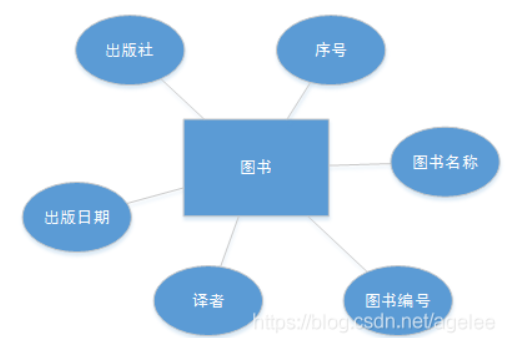 出版社
序号
图书
图书名称
出版日期
译者
图书编号
https://blog.csdn.net/agelee